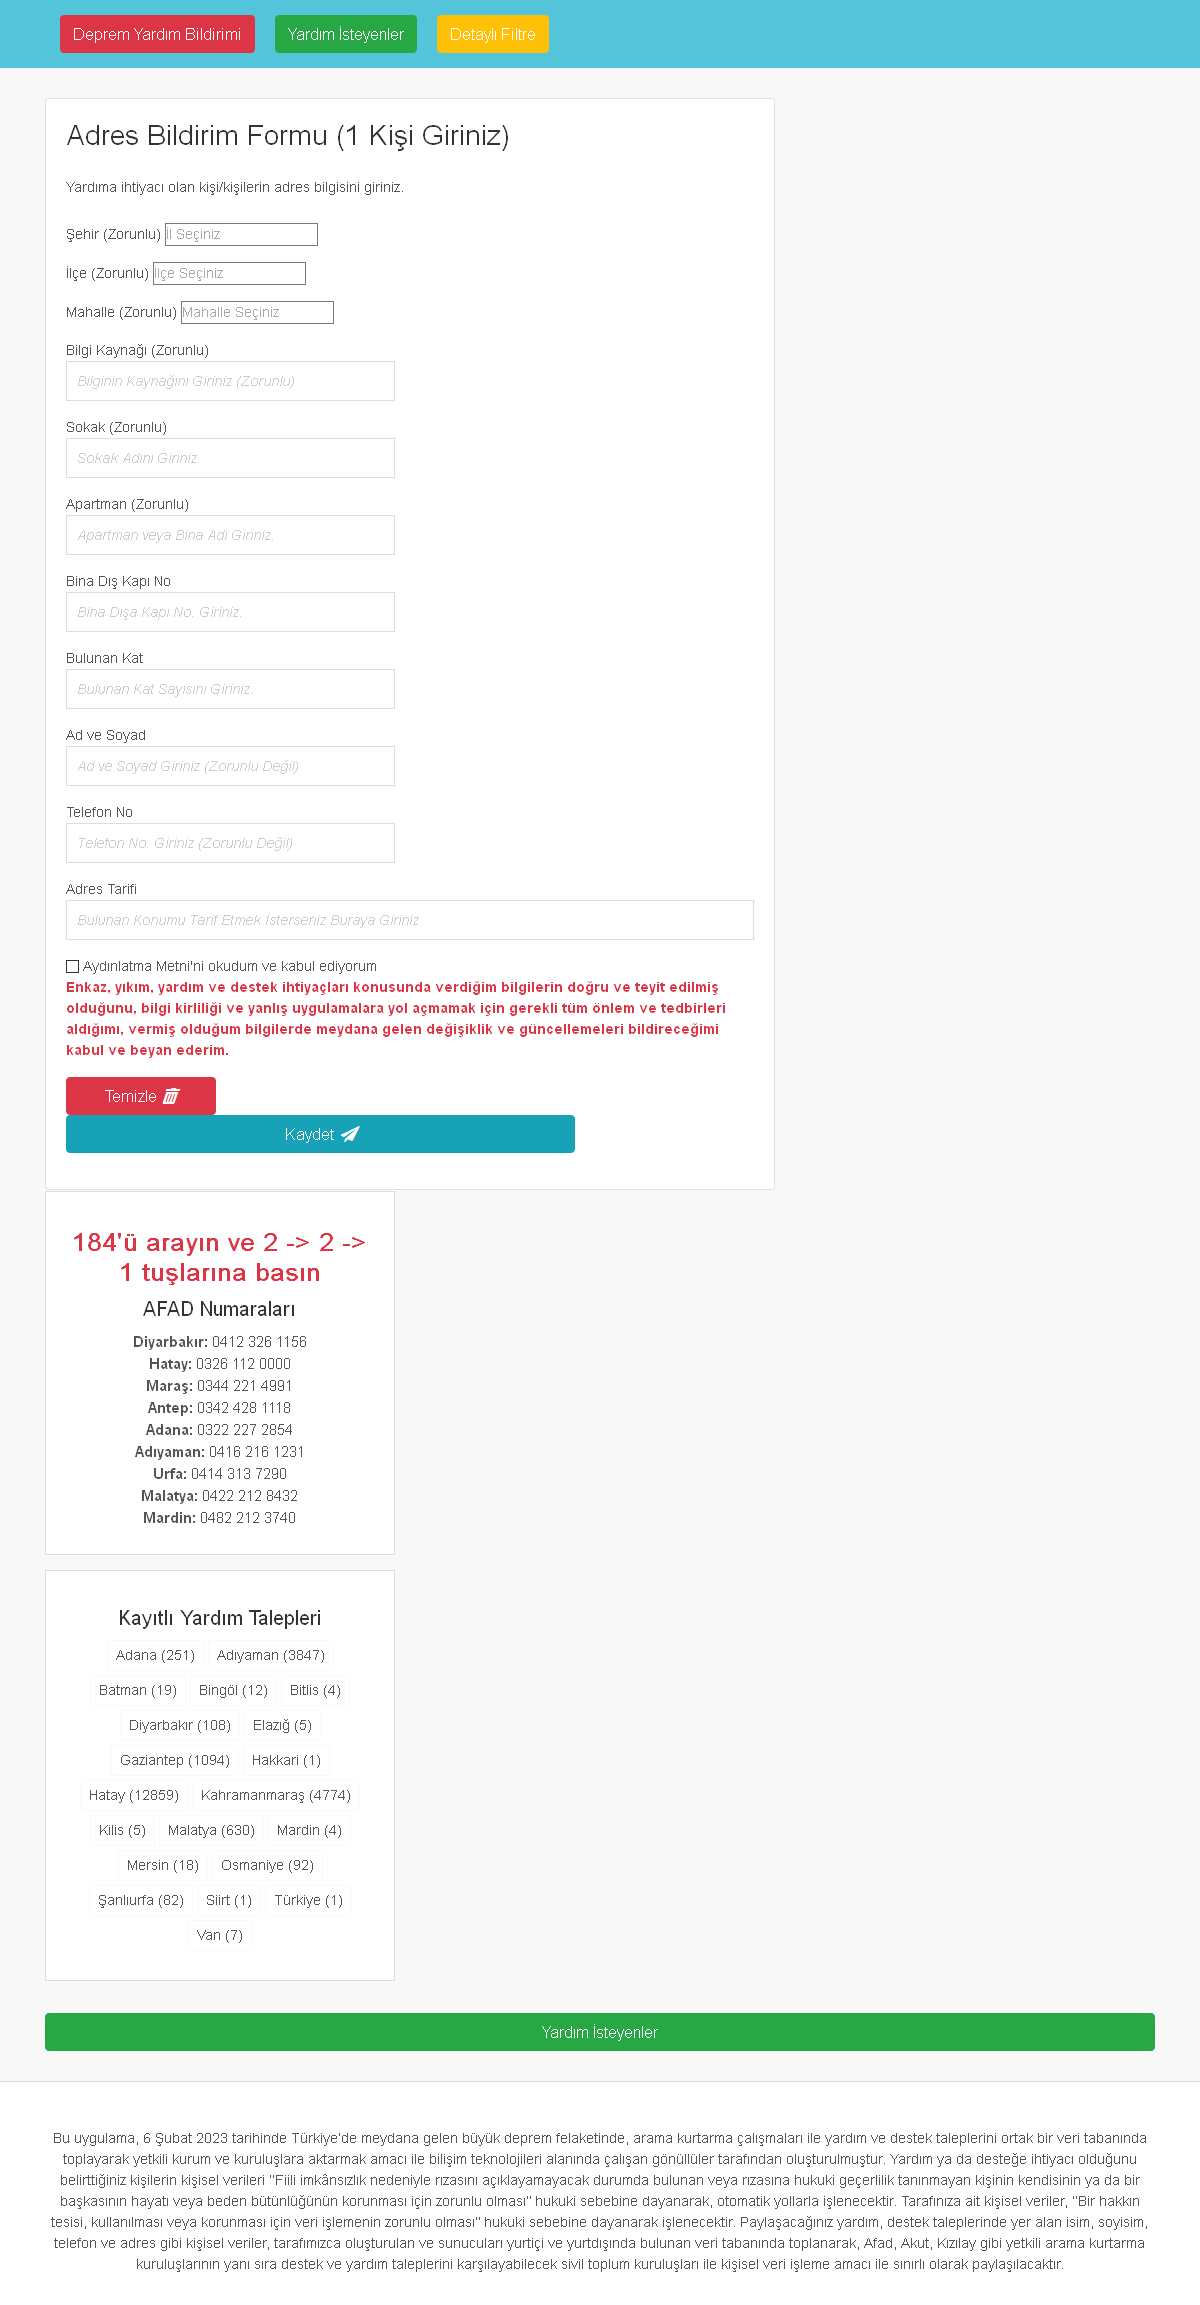 Deprem Yardım Bildirimi
Yardım İsteyenler
Detaylı Filtre
Adres Bildirim Formu (1 Kişi Giriniz)
Yardıma ihtiyacı olan kişi/kişilerin adres bilgisini giriniz.
Şehir (Zorunlu) İl Seçiniz
İlçe (Zorunlu) İlçe Seçiniz
Mahalle (Zorunlu) Mahalle Seçiniz
Bilgi Kaynağı (Zorunlu)
Bilginin Kaynağını Giriniz (Zorunlu)
Sokak (Zorunlu)
Sokak Adını Giriniz.
Apartman (Zorunlu)
Apartman veya Bina Adı Giriniz.
Bina Dış Kapı No
Bina Dışa Kapı No. Giriniz.
Bulunan Kat
Bulunan Kat Sayısını Giriniz.
Ad ve Soyad
Ad ve Soyad Giriniz (Zorunlu Değil)
Telefon No
Telefon No. Giriniz (Zorunlu Değil)
Adres Tarifi
Bulunan Konumu Tarif Etmek İsterseniz Buraya Giriniz
Aydınlatma Metni'ni okudum ve kabul ediyorum
Enkaz, yıkım, yardım ve destek ihtiyaçları konusunda verdiğim bilgilerin doğru ve teyit edilmiş
olduğunu, bilgi kirliliği ve yanlış uygulamalara yol açmamak için gerekli tüm önlem ve tedbirleri
aldığımı, vermiş olduğum bilgilerde meydana gelen değişiklik ve güncellemeleri bildireceğimi
kabul ve beyan ederim.
Temizle
Kaydet
184'ü arayın ve 2 -> 2 ->
1 tuşlarına basın
AFAD Numaraları
Diyarbakır: 0412 326 1156
Hatay: 0326 112 0000
Maraş: 0344 221 4991
Antep: 0342 428 1118
Adana: 0322 227 2854
Adıyaman: 0416 216 1231
Urfa: 0414 313 7290
Malatya: 0422 212 8432
Mardin: 0482 212 3740
Kayıtlı Yardım Talepleri
Adana (251) Adıyaman (3847)
Batman (19) Bingöl (12) Bitlis (4)
Diyarbakır (108) Elazığ (5)
Gaziantep (1094) Hakkari (1)
Hatay (12859) Kahramanmaraş (4774)
Kilis (5) Malatya (630) Mardin (4)
Mersin (18) Osmaniye (92)
Şanlıurfa (82) Siirt (1) Türkiye (1)
Van (7)
Yardım İsteyenler
Bu uygulama, 6 Şubat 2023 tarihinde Türkiye'de meydana gelen büyük deprem felaketinde, arama kurtarma çalışmaları ile yardım ve destek taleplerini ortak bir veri tabanında
toplayarak yetkili kurum ve kuruluşlara aktarmak amacı ile bilişim teknolojileri alanında çalışan gönüllüler tarafından oluşturulmuştur. Yardım ya da desteğe ihtiyacı olduğunu
belirttiğiniz kişilerin kişisel verileri "Fiili imkânsızlık nedeniyle rızasını açıklayamayacak durumda bulunan veya rızasına hukuki geçerlilik tanınmayan kişinin kendisinin ya da bir
başkasının hayatı veya beden bütünlüğünün korunması için zorunlu olması" hukuki sebebine dayanarak, otomatik yollarla işlenecektir. Tarafınıza ait kişisel veriler, "Bir hakkın
tesisi, kullanılması veya korunması için veri işlemenin zorunlu olması" hukuki sebebine dayanarak işlenecektir. Paylaşacağınız yardım, destek taleplerinde yer alan isim, soyisim,
telefon ve adres gibi kişisel veriler, tarafımızca oluşturulan ve sunucuları yurtiçi ve yurtdışında bulunan veri tabanında toplanarak, Afad, Akut, Kızılay gibi yetkili arama kurtarma
kuruluşlarının yanı sıra destek ve yardım taleplerini karşılayabilecek sivil toplum kuruluşları ile kişisel veri işleme amacı ile sınırlı olarak paylaşılacaktır.